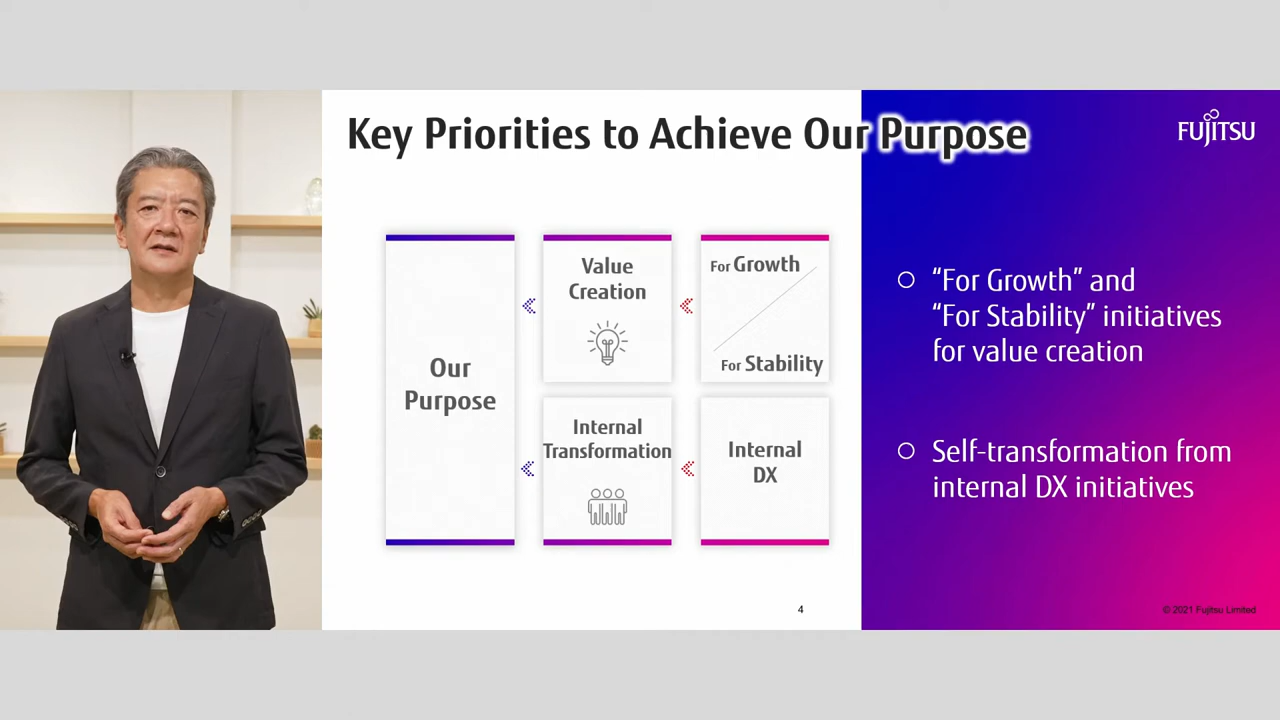 Key Priorities to Achieve Our Purpose
FUJITSU
Our
Purpose
Value
Creation
For Growth
For Stability
Internal
Transformation
Internal
DX
“For Growth” and
“For Stability” initiatives
for value creation
Self-transformation from
internal DX initiatives
4
© 2021 Fujitsu Limited